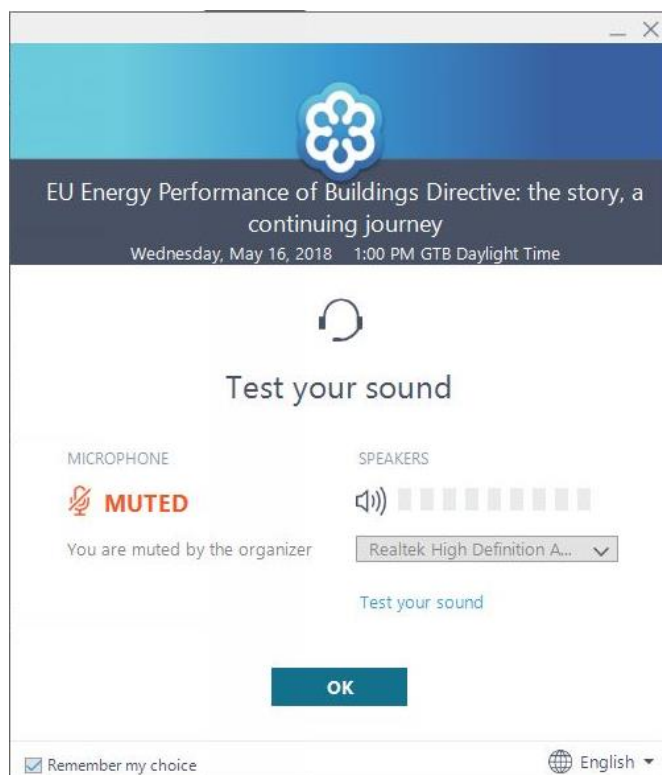 EU Energy Performance of Buildings Directive: the story, a
continuing journey
Wednesday, May 16, 2018 1:00 PM GTB Daylight Time
Test your sound
MICROPHONE
MUTED
You are muted by the organizer
SPEAKERS
Realtek High Definition A...
Test your sound
OK
Remember my choice
English